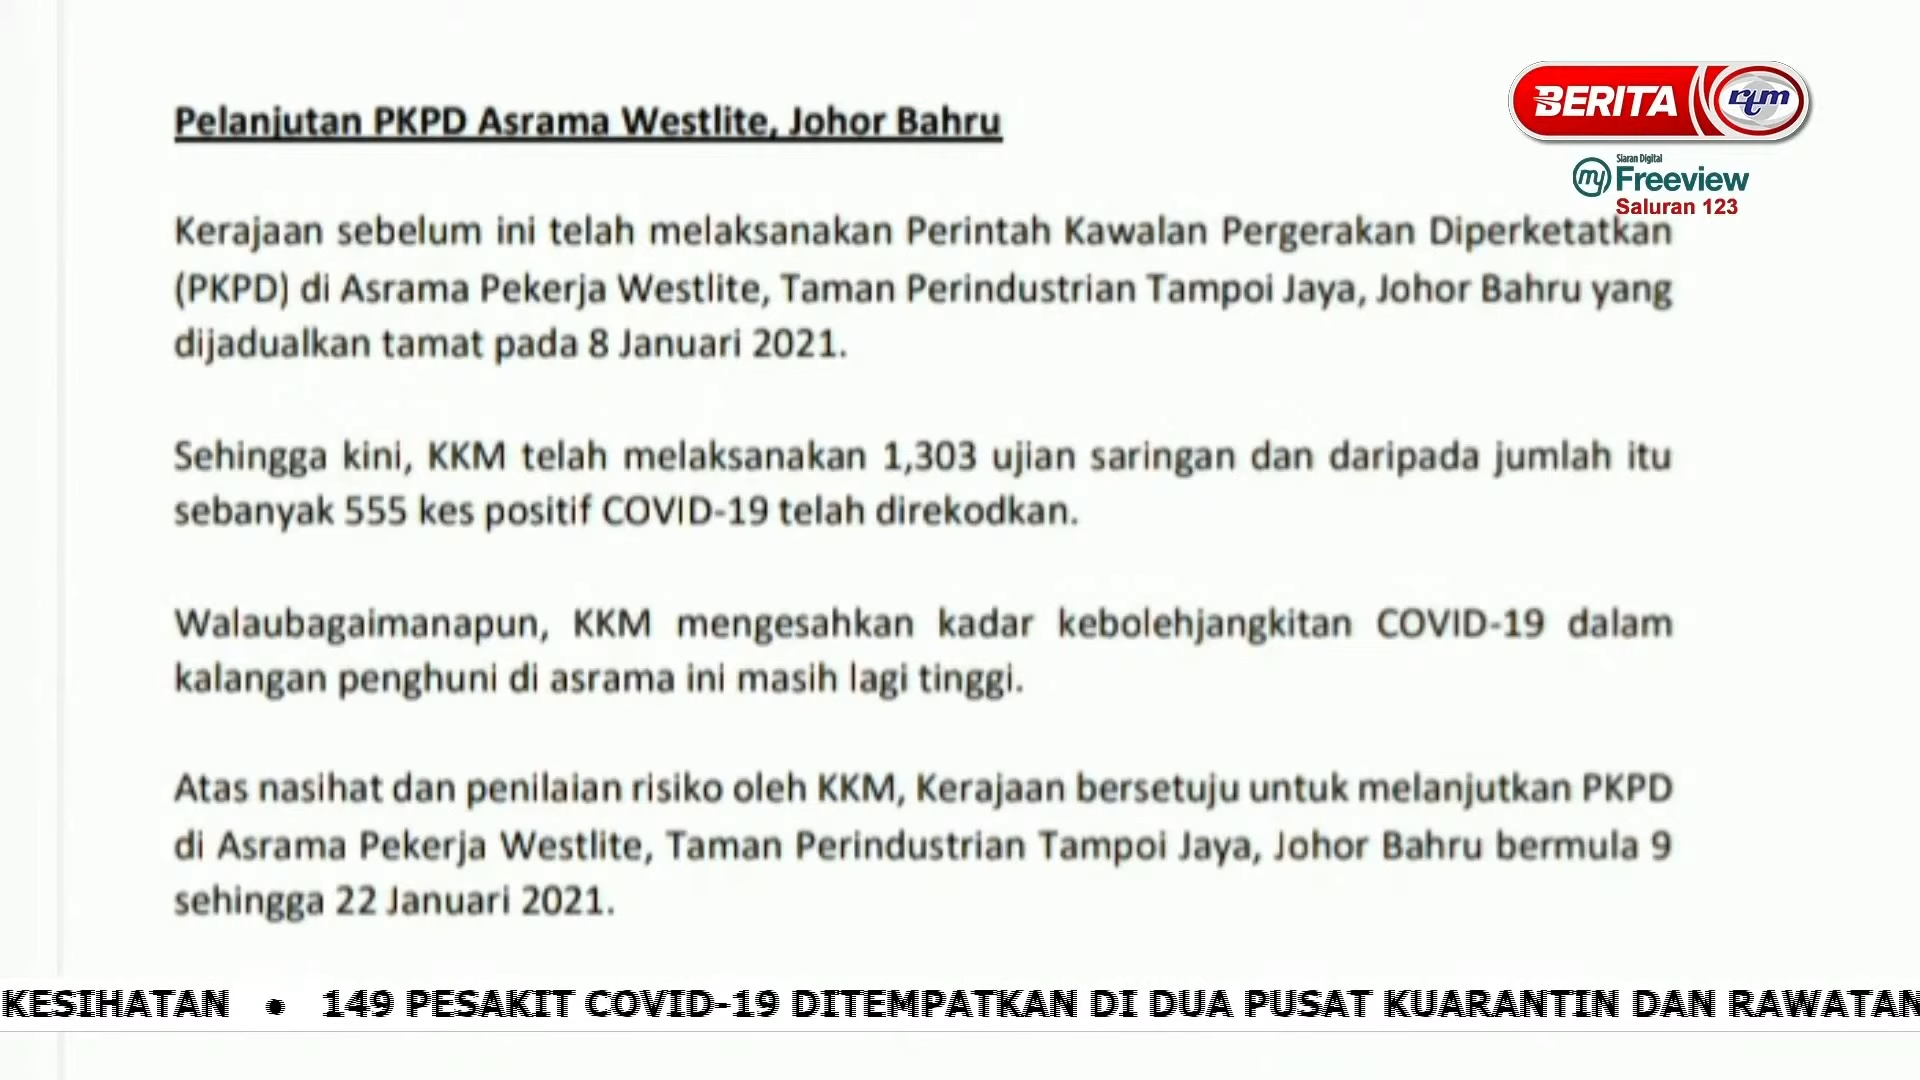 BERITA rtm
Siaran Digital
my Freeview
Saluran 123
Pelanjutan PKPD Asrama Westlite, Johor Bahru
Kerajaan sebelum ini telah melaksanakan Perintah Kawalan Pergerakan Diperketatkan
(PKPD) di Asrama Pekerja Westlite, Taman Perindustrian Tampoi Jaya, Johor Bahru yang
dijadualkan tamat pada 8 Januari 2021.
Sehingga kini, KKM telah melaksanakan 1,303 ujian saringan dan daripada jumlah itu
sebanyak 555 kes positif COVID-19 telah direkodkan.
Walaubagaimanapun, KKM mengesahkan kadar kebolehjangkitan COVID-19 dalam
kalangan penghuni di asrama ini masih lagi tinggi.
Atas nasihat dan penilaian risiko oleh KKM, Kerajaan bersetuju untuk melanjutkan PKPD
di Asrama Pekerja Westlite, Taman Perindustrian Tampoi Jaya, Johor Bahru bermula 9
sehingga 22 Januari 2021.
KESIHATAN • 149 PESAKIT COVID-19 DITEMPATKAN DI DUA PUSAT KUARANTIN DAN RAWATAN